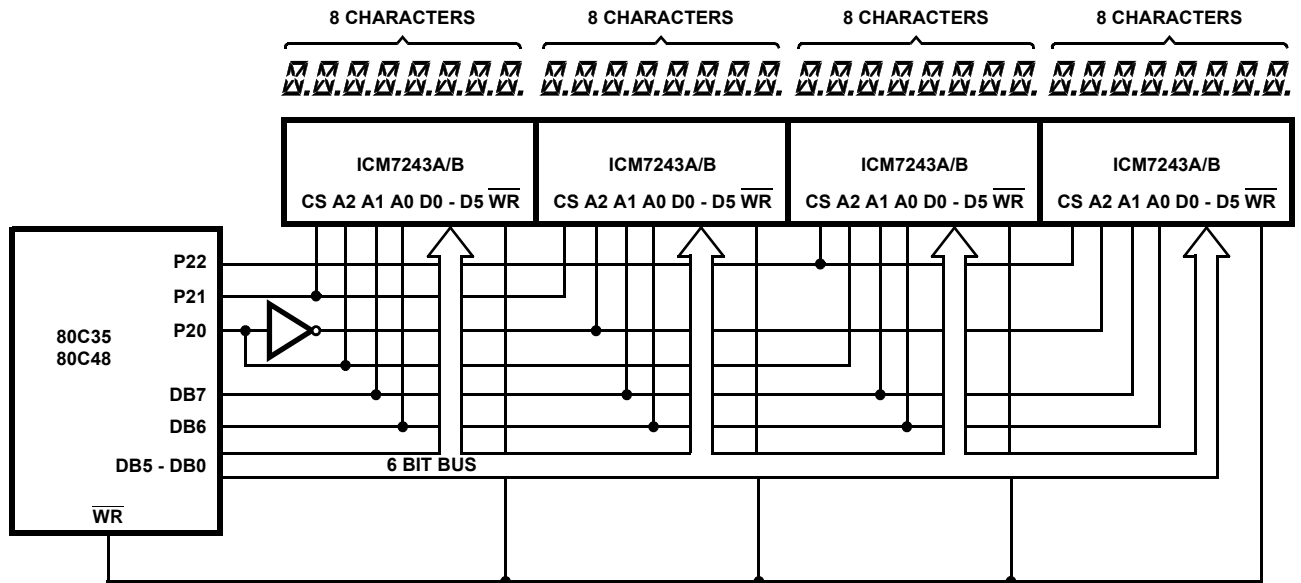 8 CHARACTERS 8 CHARACTERS 8 CHARACTERS 8 CHARACTERS
ICM7243A/B ICM7243A/B ICM7243A/B ICM7243A/B
CS A2 A1 A0 D0 - D5 WR CS A2 A1 A0 D0 - D5 WR CS A2 A1 A0 D0 - D5 WR CS A2 A1 A0 D0 - D5 WR
P22
P21
P20
80C35
80C48
DB7
DB6
DB5 - DB0
6 BIT BUS
WR